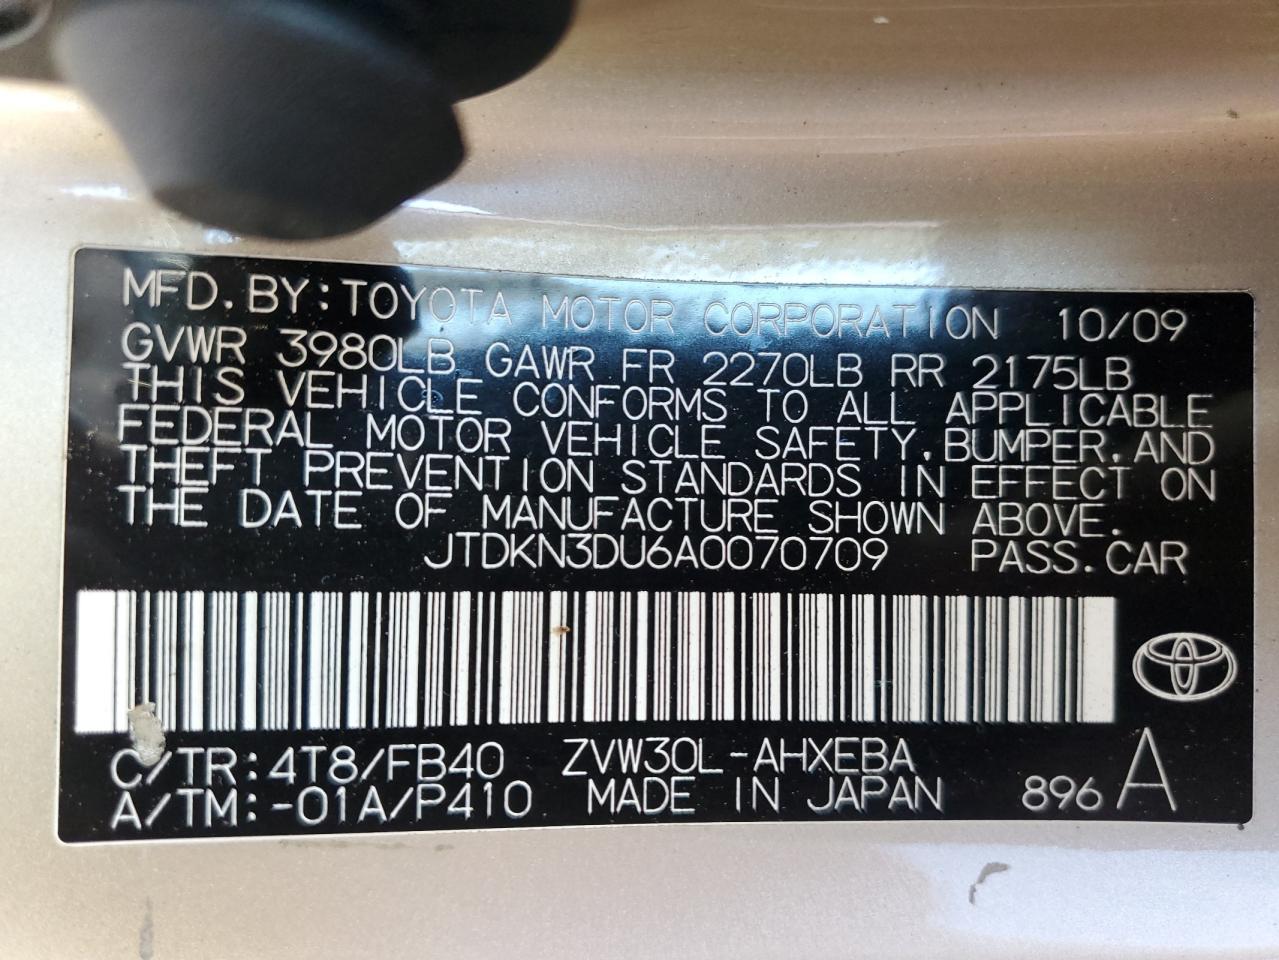 MFD. BY: TOYOTA MOTOR CORPORATION 10/09
GVWR 3980LB GAWR FR 2270LB RR 2175LB
THIS VEHICLE CONFORMS TO ALL APPLICABLE
FEDERAL MOTOR VEHICLE SAFETY, BUMPER, AND
THEFT PREVENTION STANDARDS IN EFFECT ON
THE DATE OF MANUFACTURE SHOWN ABOVE.
JTDKN3DU6A0070709 PASS. CAR
C/TR: 4T8/FB40 ZVW30L-AHXEBA
A/TM: -01A/P410 MADE IN JAPAN 896 A